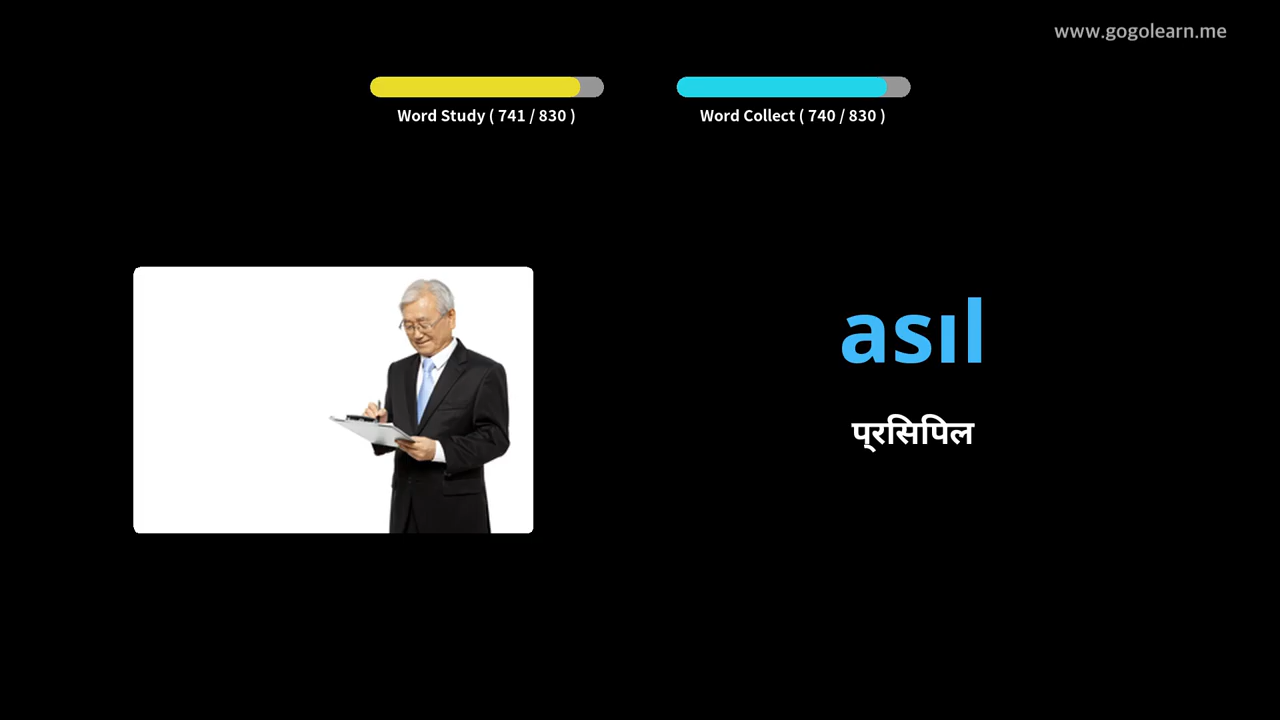 www.gogolearn.me
Word Study ( 741 / 830 )
Word Collect ( 740 / 830 )
asıl
प्रसिपिल